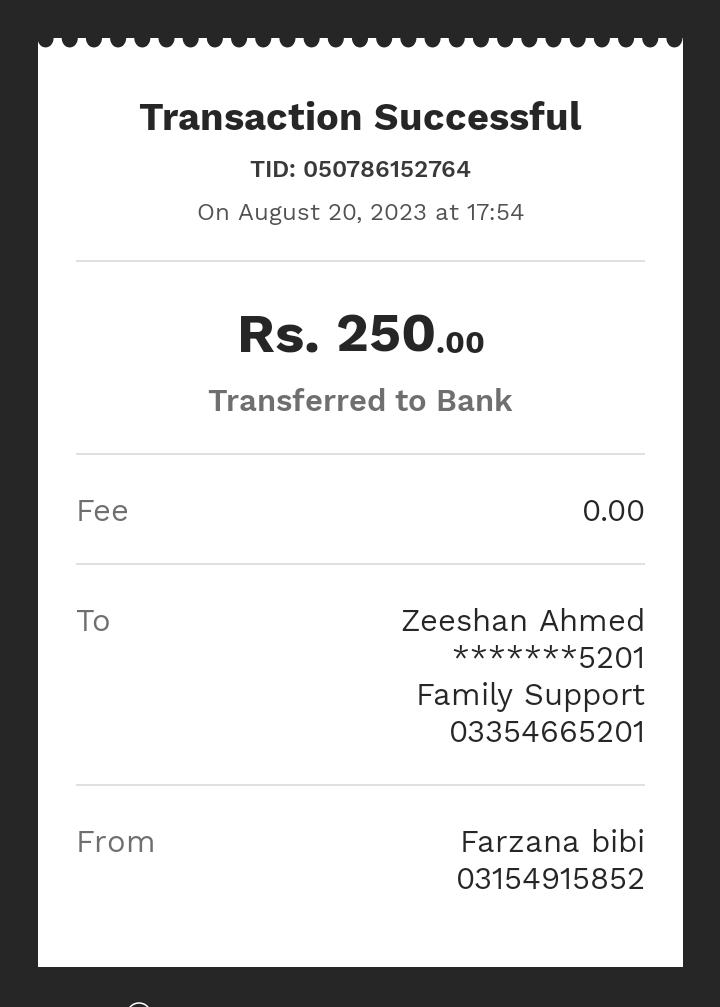 Transaction Successful
TID: 050786152764
On August 20, 2023 at 17:54
Rs. 250.00
Transferred to Bank
Fee 0.00
To Zeeshan Ahmed
*******5201
Family Support
03354665201
From Farzana bibi
03154915852